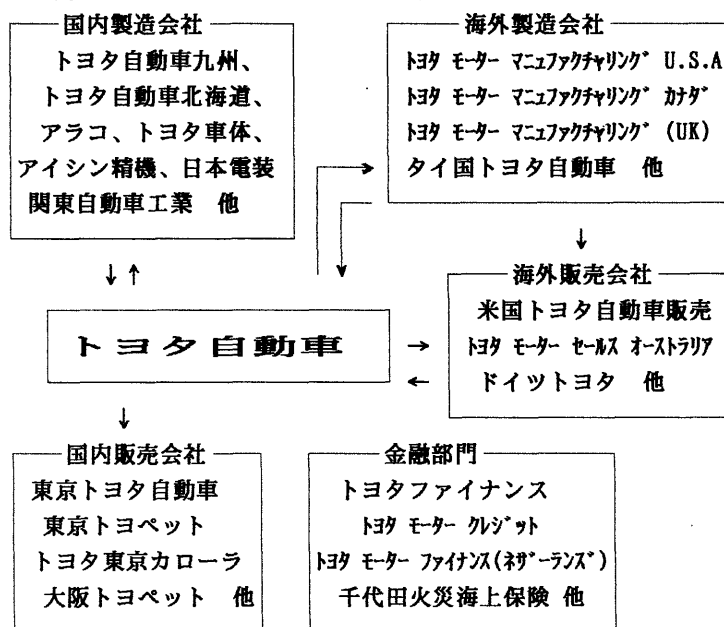 国内製造会社
トヨタ自動車九州、
トヨタ自動車北海道、
アラコ、トヨタ車体、
アイシン精機、日本電装
関東自動車工業 他
海外製造会社
ﾄﾖﾀ ﾓｰﾀｰ ﾏﾆｭﾌｧｸﾁｬﾘﾝｸﾞ U.S.A
ﾄﾖﾀ ﾓｰﾀｰ ﾏﾆｭﾌｧｸﾁｬﾘﾝｸﾞ ｶﾅﾀﾞ
ﾄﾖﾀ ﾓｰﾀｰ ﾏﾆｭﾌｧｸﾁｬﾘﾝｸﾞ (UK)
タイ国トヨタ自動車 他
トヨタ自動車
海外販売会社
米国トヨタ自動車販売
ﾄﾖﾀ ﾓｰﾀｰ ｾｰﾙｽ ｵｰｽﾄﾗﾘｱ
ドイツトヨタ 他
国内販売会社
東京トヨタ自動車
東京トヨペット
トヨタ東京カローラ
大阪トヨペット 他
金融部門
トヨタファイナンス
ﾄﾖﾀ ﾓｰﾀｰ ｸﾚｼﾞｯﾄ
ﾄﾖﾀ ﾓｰﾀｰ ﾌｧｲﾅﾝｽ(ﾈｻﾞｰﾗﾝｽﾞ)
千代田火災海上保険 他